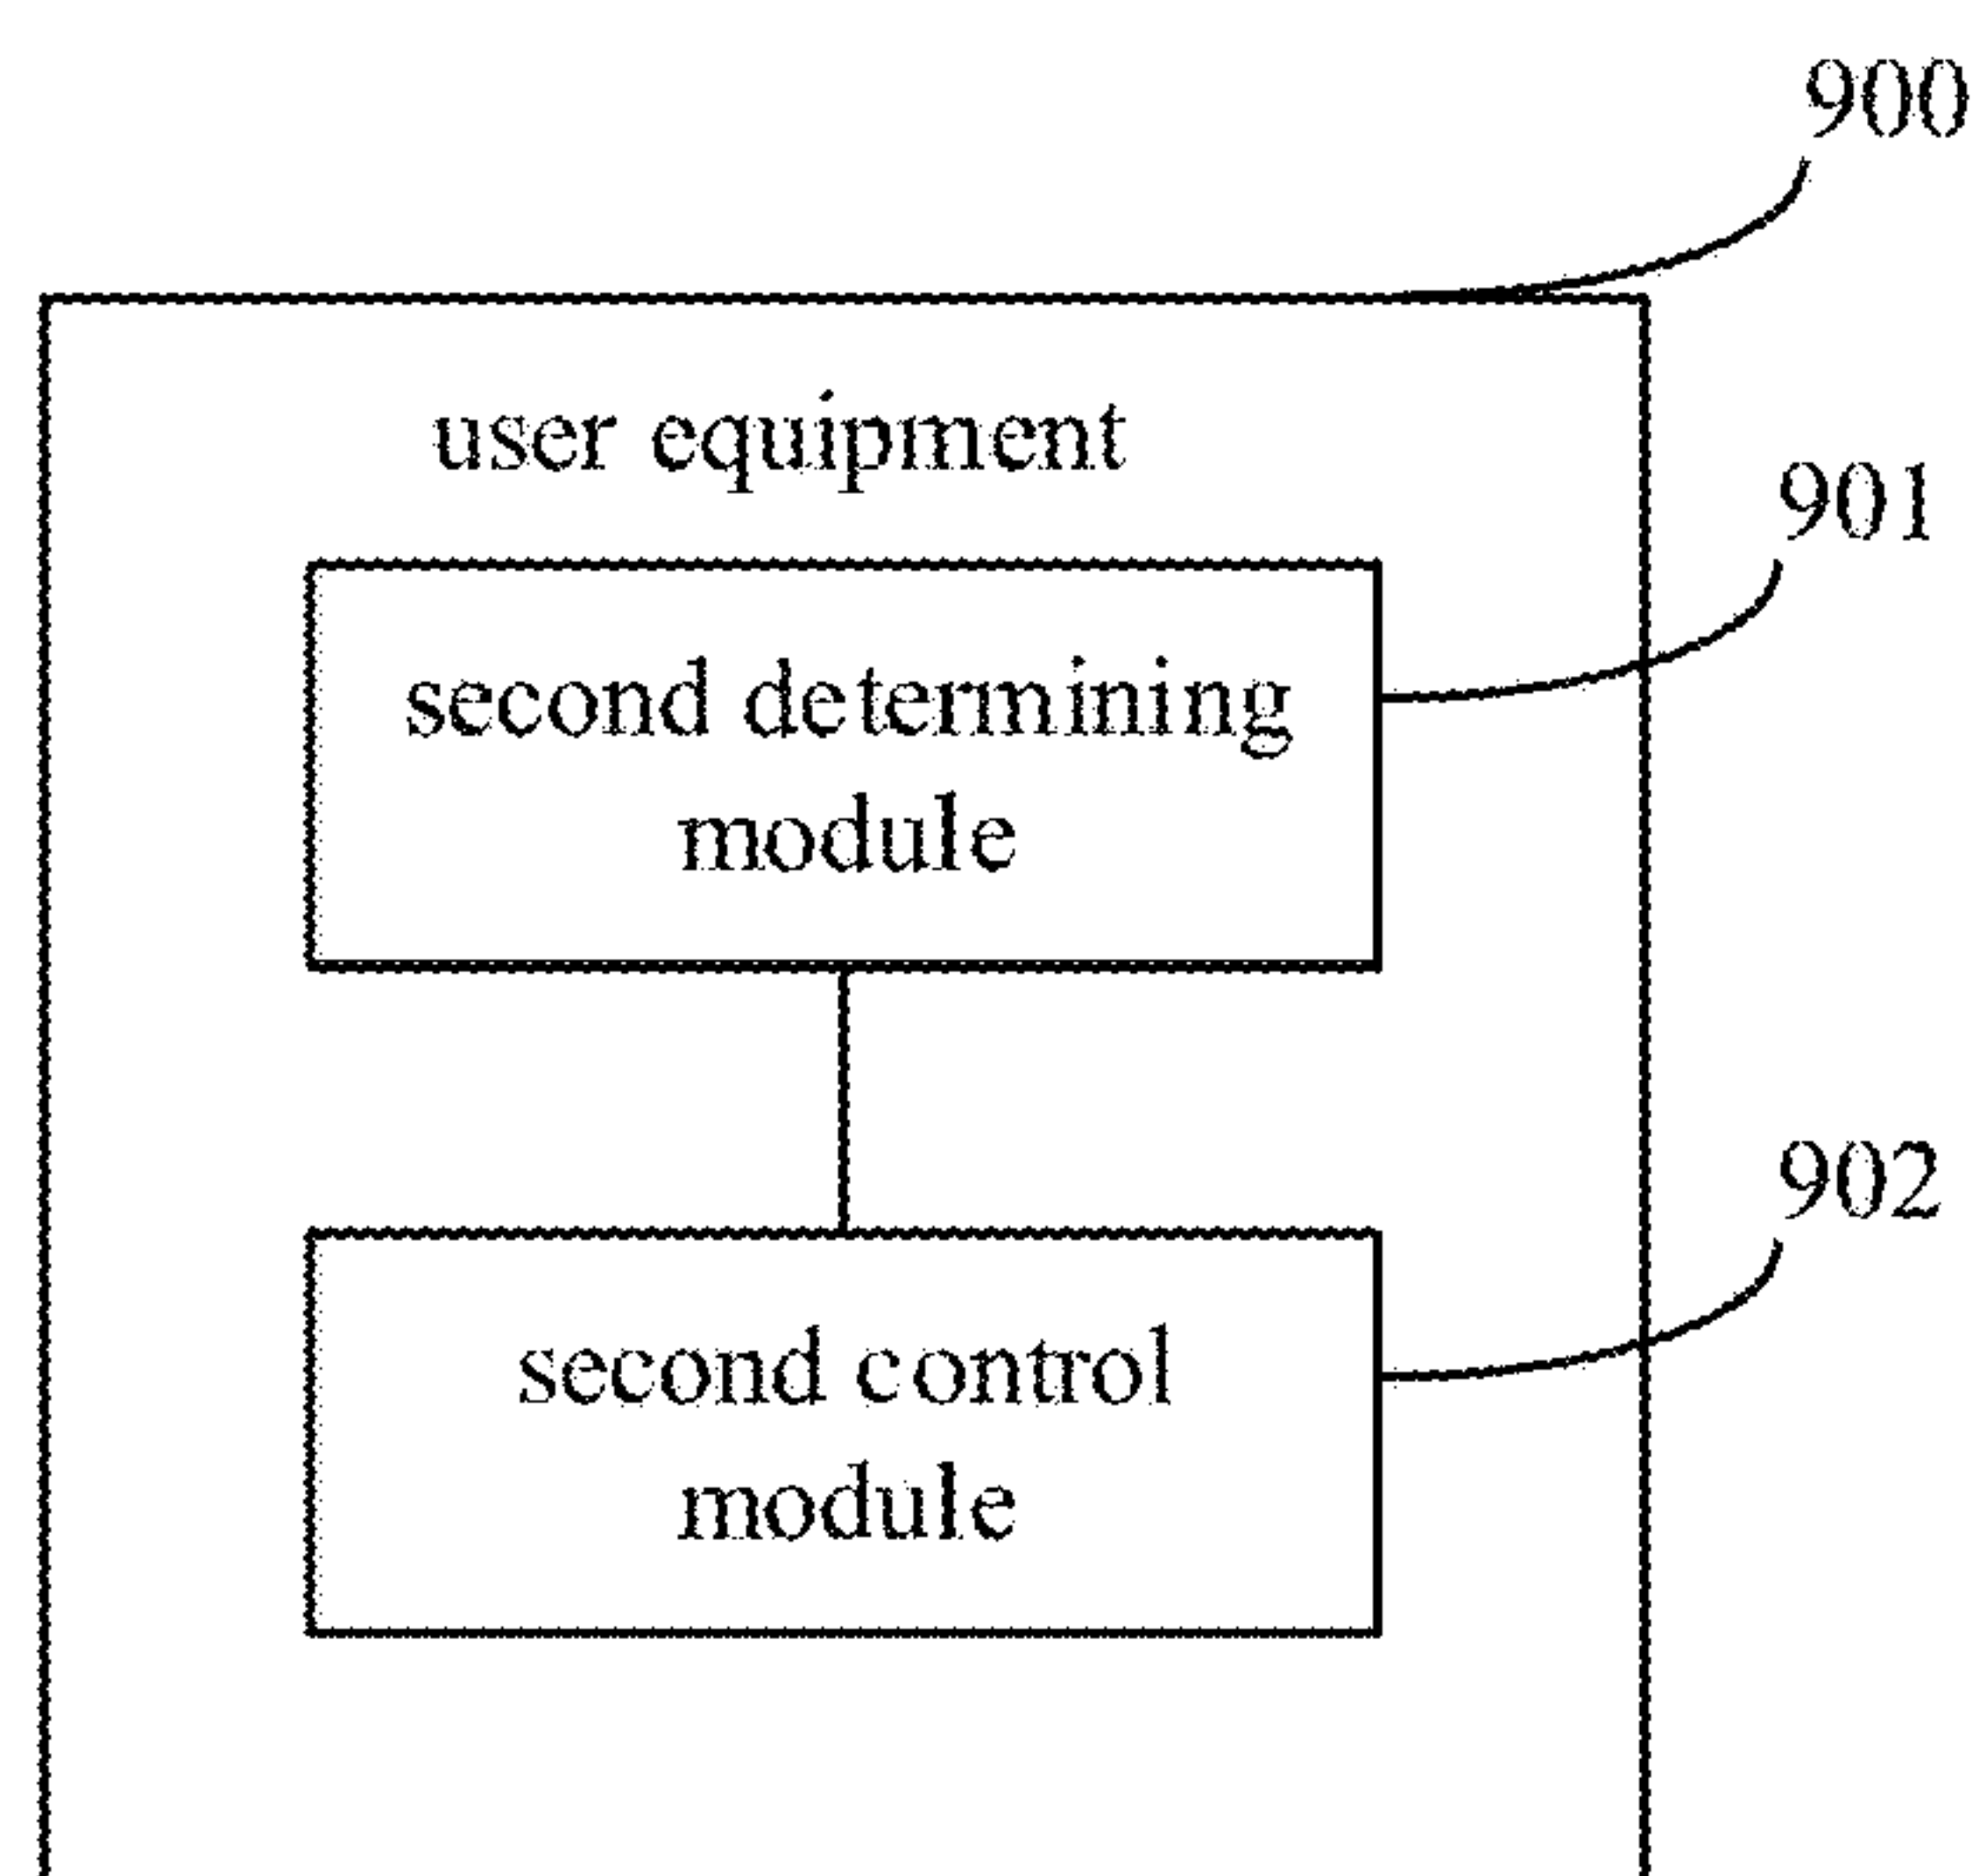 900
user equipment
901
second determining
module
902
second control
module